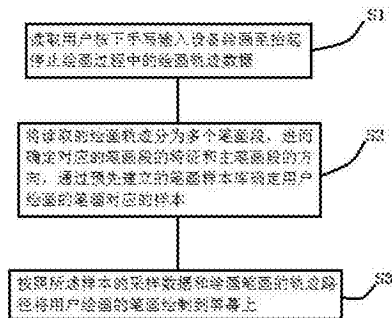 S1
读取用户按下手写输入设备绘画至抬起
停止绘画过程中的绘画轨迹数据
S2
将读取的绘画轨迹分为多个笔画段，进而
确定对应的笔画段的特征和主笔画段的方
向，通过预先建立的笔画样本库确定用户
绘画的笔画对应的样本
S3
按照所选样本的采样数据和绘画笔画的轨迹路
径将用户绘画的笔画绘制到屏幕上